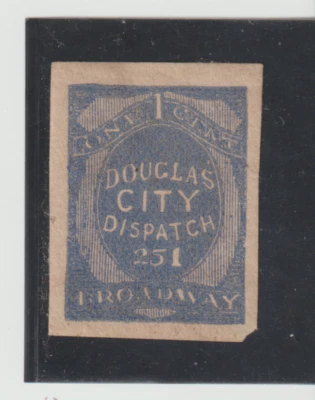 1
ONE CENT
DOUGLAS'
CITY
DISPATCH
251
BROADWAY